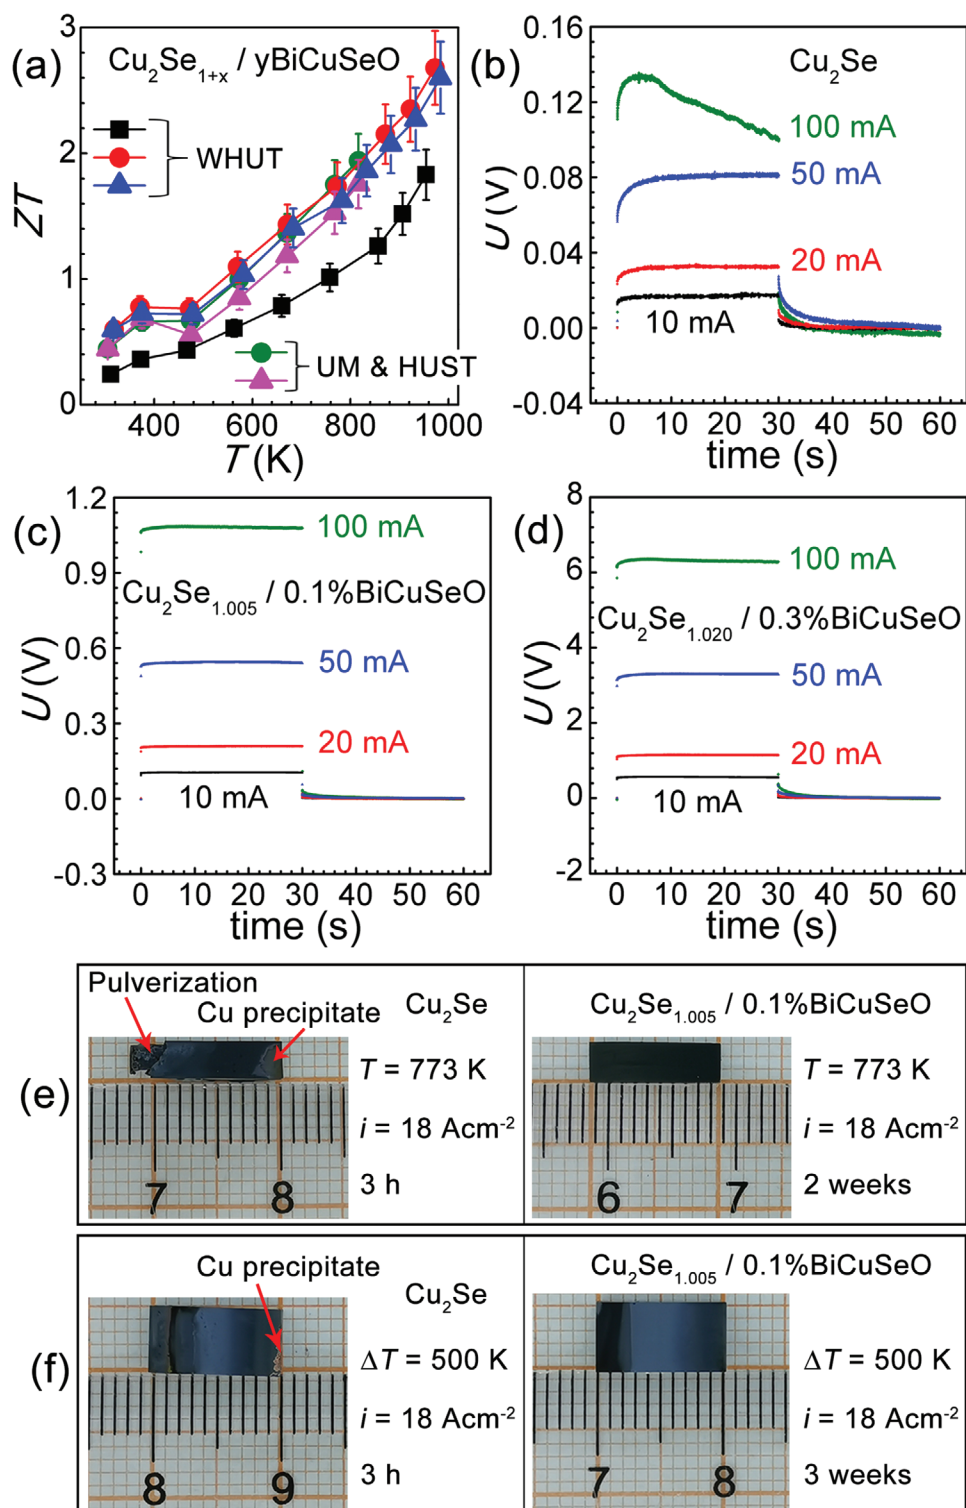 (a)
Cu₂Se₁₊ₓ / yBiCuSeO
WHUT
UM & HUST
ZT
3
2
1
0
400 600 800 1000
T (K)
(b)
Cu₂Se
100 mA
50 mA
20 mA
10 mA
U (V)
0.16
0.12
0.08
0.04
0.00
-0.04
0 10 20 30 40 50 60
time (s)
(c)
100 mA
Cu₂Se₁.₀₀₅ / 0.1%BiCuSeO
50 mA
20 mA
10 mA
U (V)
1.2
0.9
0.6
0.3
0.0
-0.3
0 10 20 30 40 50 60
time (s)
(d)
100 mA
Cu₂Se₁.₀₂₀ / 0.3%BiCuSeO
50 mA
20 mA
10 mA
U (V)
8
6
4
2
0
-2
0 10 20 30 40 50 60
time (s)
(e)
Pulverization
Cu precipitate
Cu₂Se
T = 773 K
i = 18 Acm⁻²
3 h
7 8
Cu₂Se₁.₀₀₅ / 0.1%BiCuSeO
T = 773 K
i = 18 Acm⁻²
2 weeks
6 7
(f)
Cu precipitate
Cu₂Se
ΔT = 500 K
i = 18 Acm⁻²
3 h
8 9
Cu₂Se₁.₀₀₅ / 0.1%BiCuSeO
ΔT = 500 K
i = 18 Acm⁻²
3 weeks
7 8